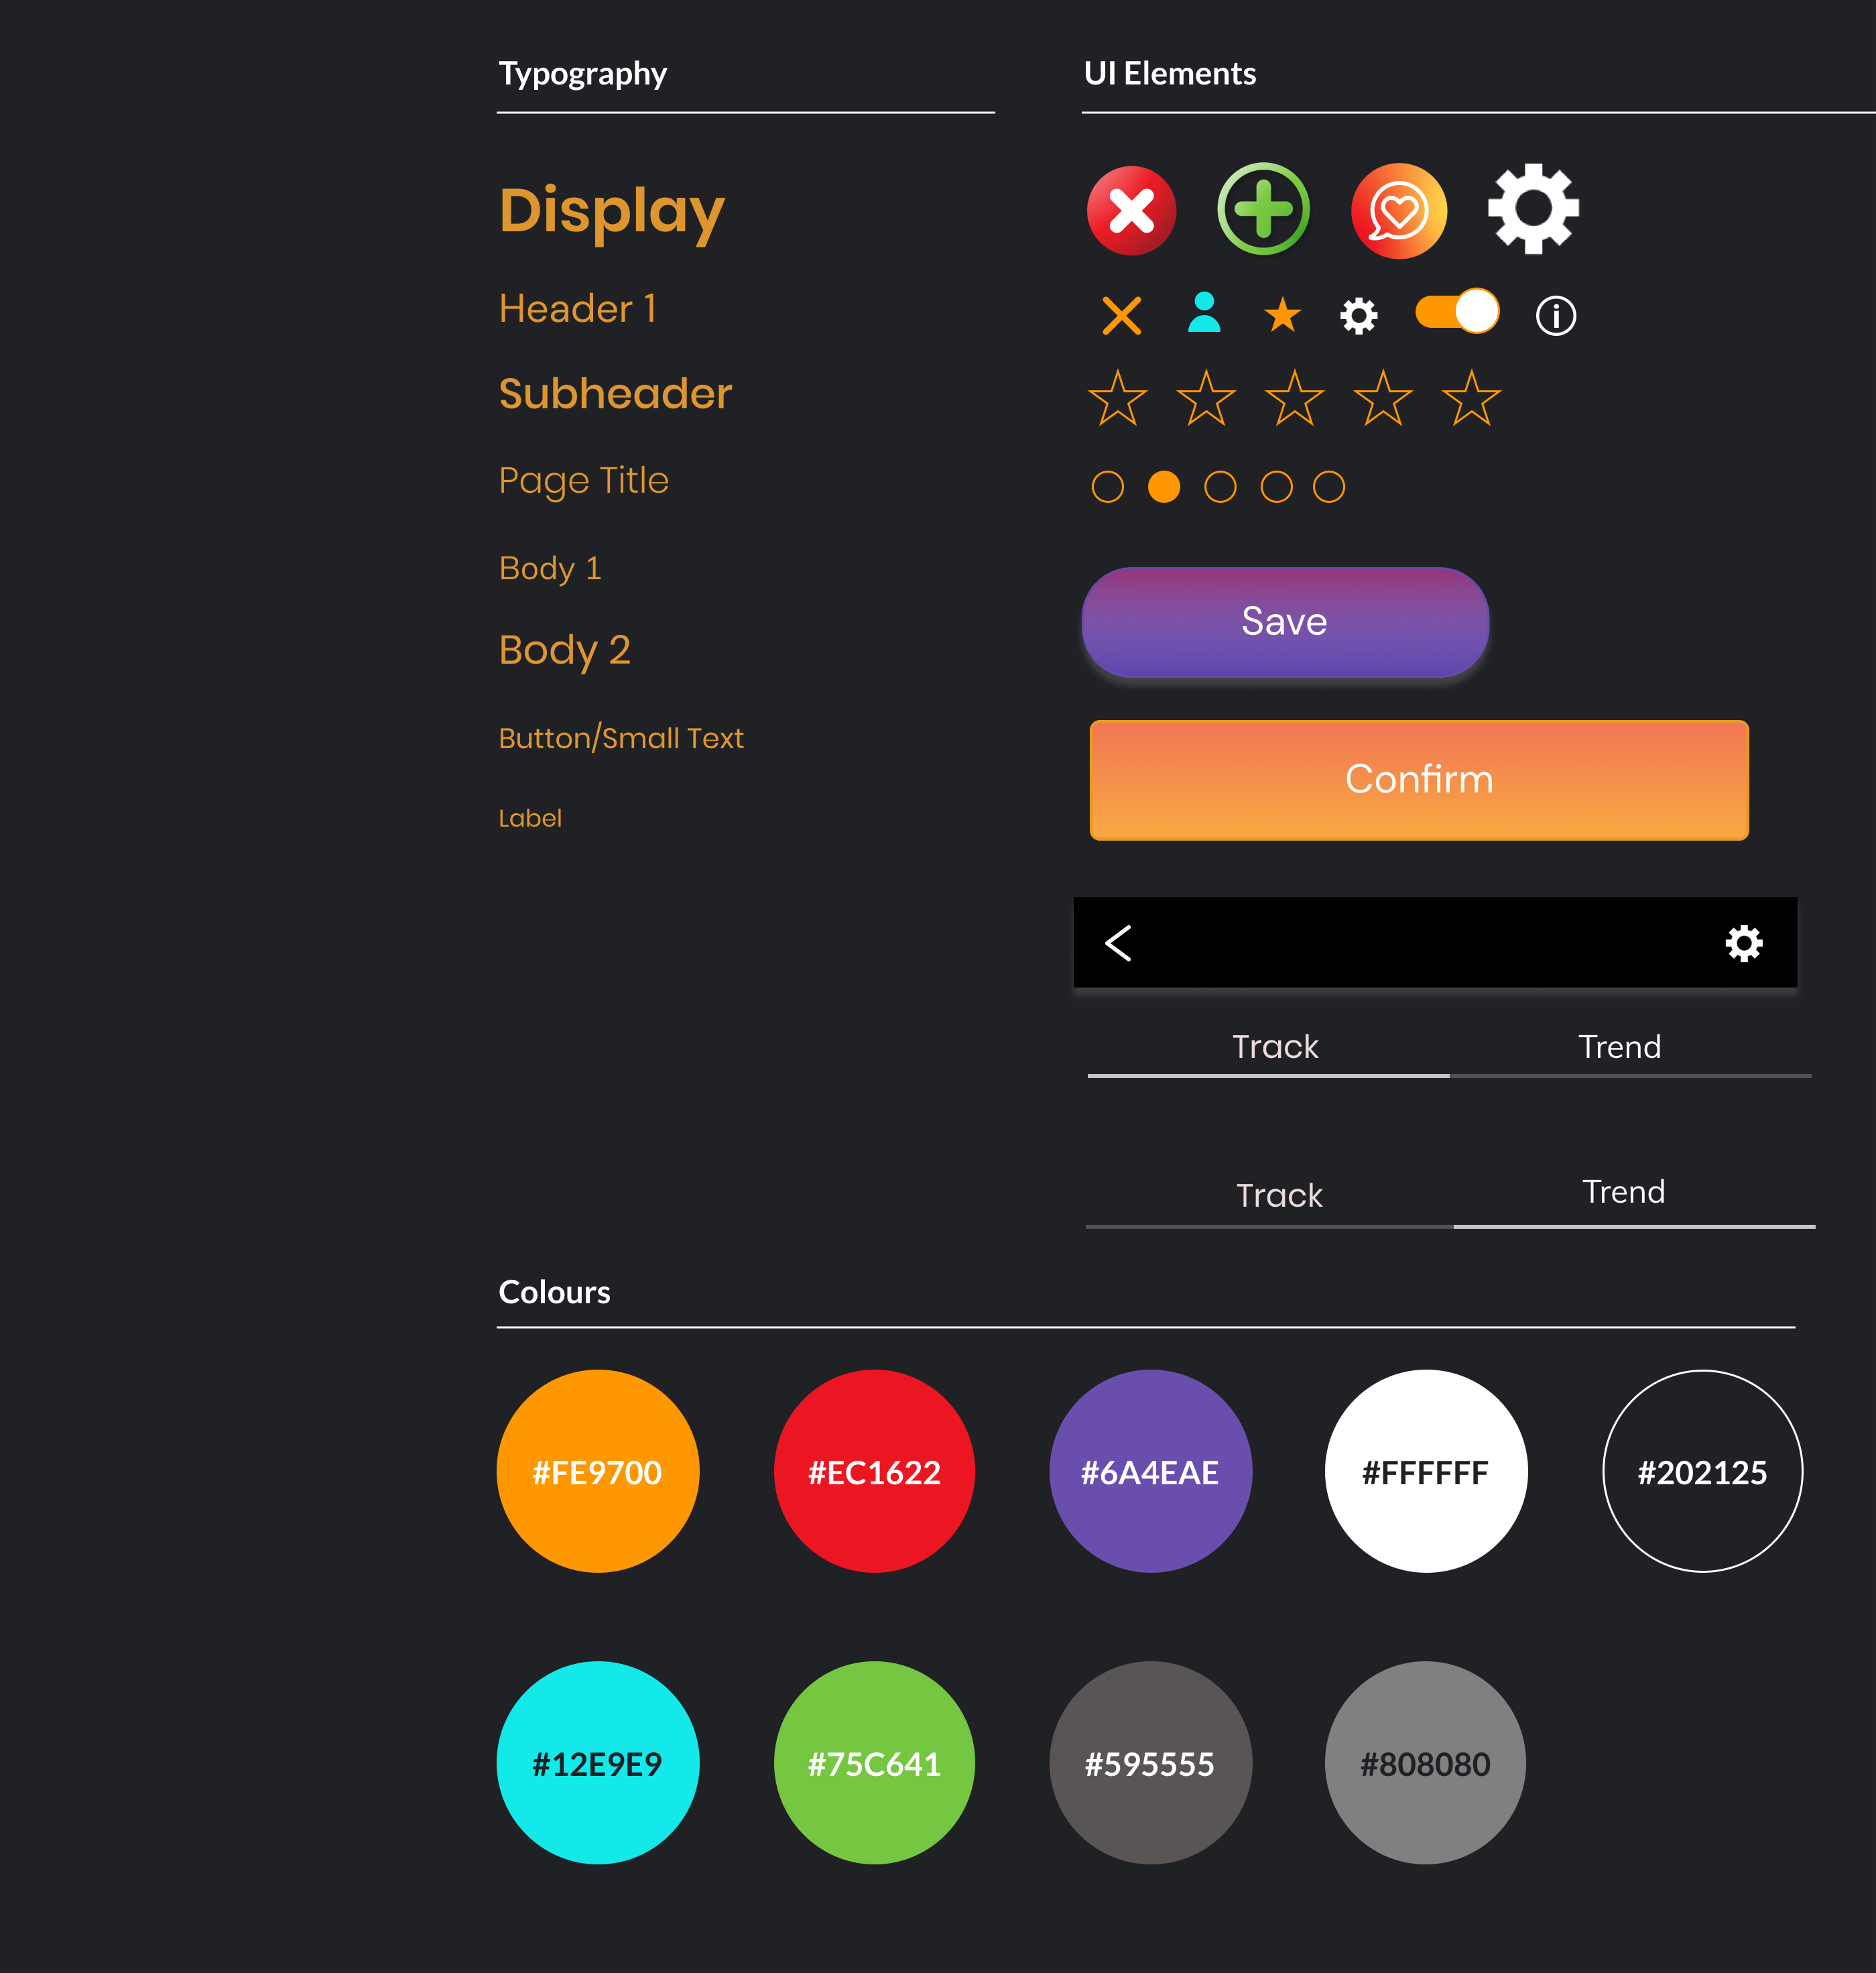 Typography
Display
Header 1
Subheader
Page Title
Body 1
Body 2
Button/Small Text
Label
UI Elements
Save
Confirm
Track Trend
Track Trend
Colours
#FE9700 #EC1622 #6A4EAE #FFFFFF #202125
#12E9E9 #75C641 #595555 #808080